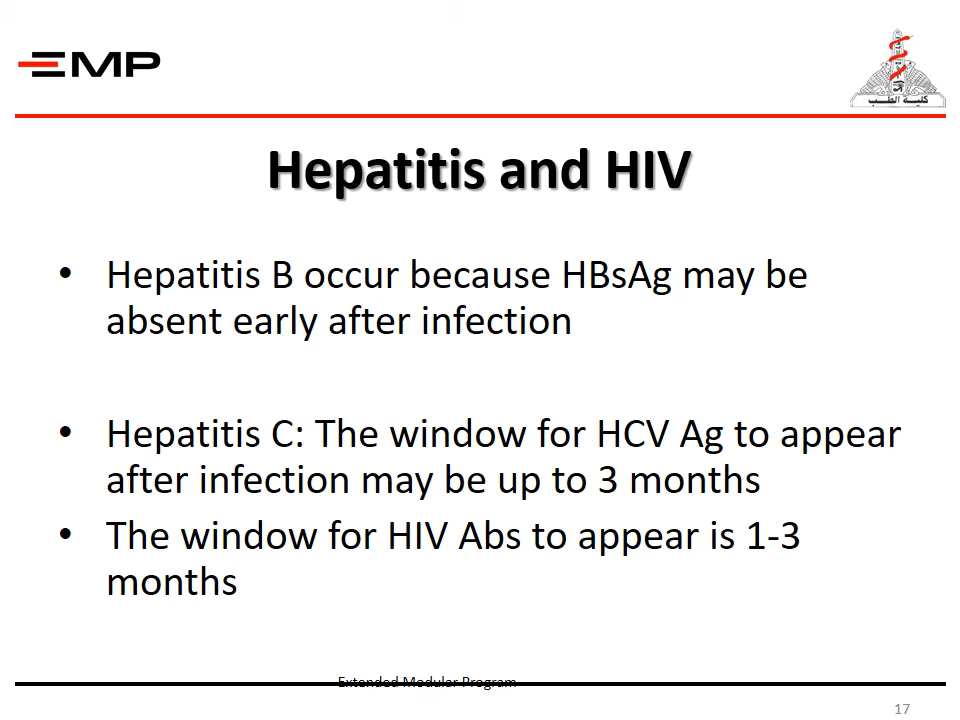 EMP
كلية الطب
Hepatitis and HIV
• Hepatitis B occur because HBsAg may be
absent early after infection
• Hepatitis C: The window for HCV Ag to appear
after infection may be up to 3 months
• The window for HIV Abs to appear is 1-3
months
Extended Modular Program
17